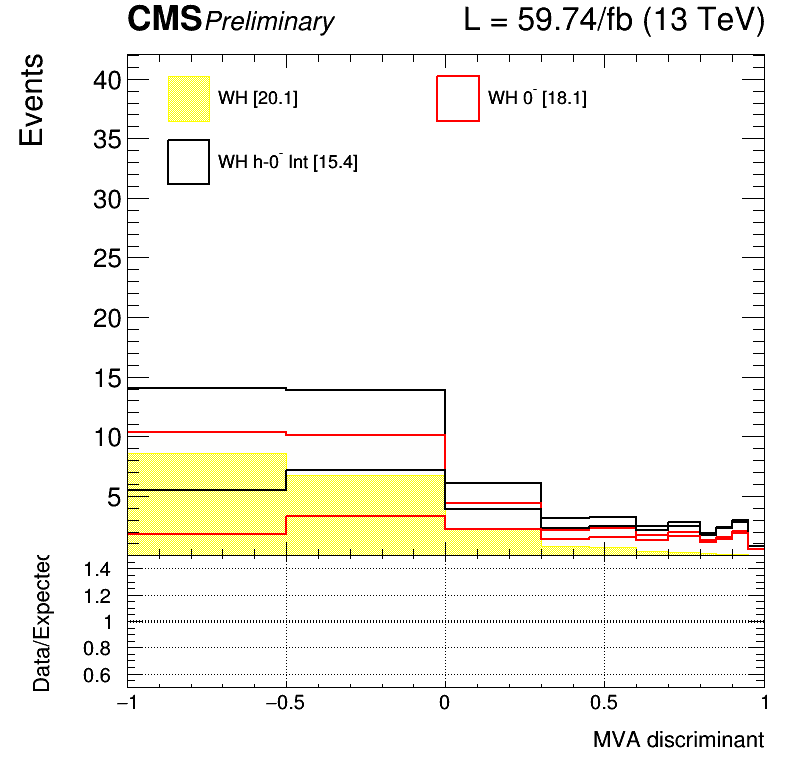 CMS Preliminary L = 59.74/fb (13 TeV)
Events
40
35
30
25
20
15
10
5
WH [20.1]
WH 0⁻ [18.1]
WH h-0⁻ Int [15.4]
Data/Expected
1.4
1.2
1
0.8
0.6
−1 −0.5 0 0.5 1
MVA discriminant